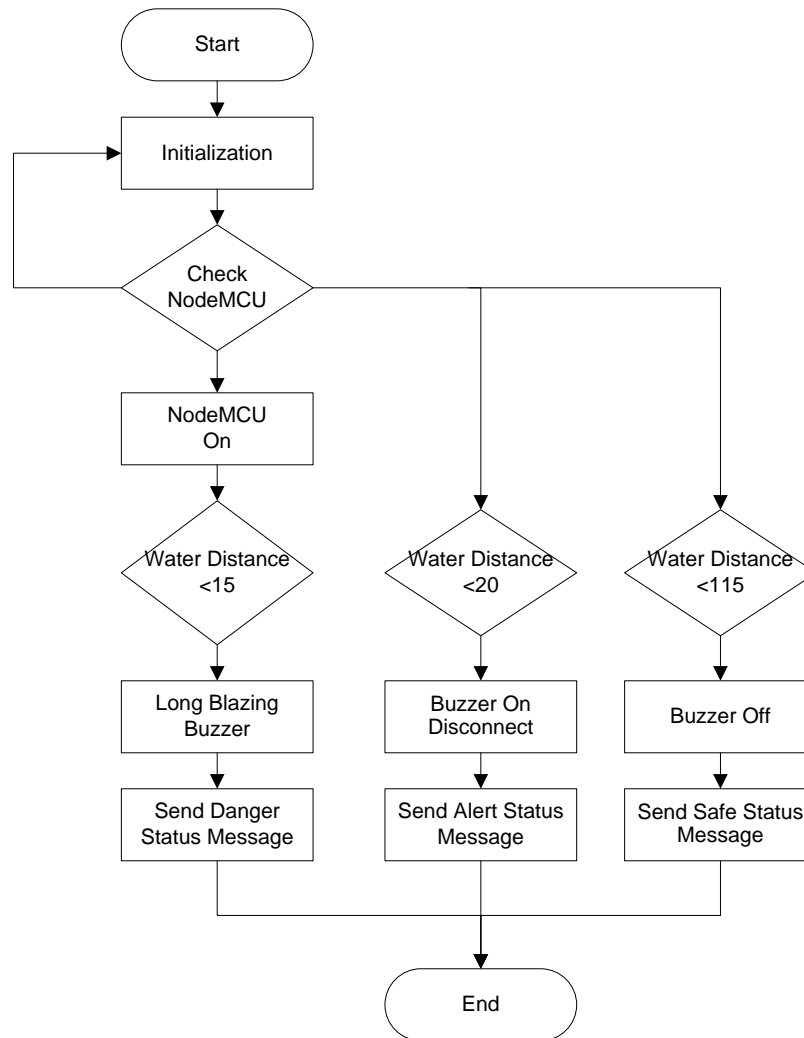 Start
Initialization
Check
NodeMCU
NodeMCU
On
Water Distance
<15
Water Distance
<20
Water Distance
<115
Long Blazing
Buzzer
Buzzer On
Disconnect
Buzzer Off
Send Danger
Status Message
Send Alert Status
Message
Send Safe Status
Message
End